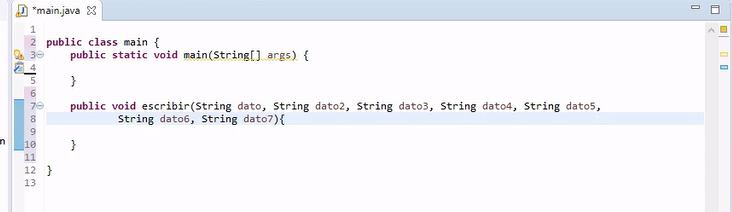 *main.java
1
2 public class main {
3 public static void main(String[] args) {
4
5 }
6
7 public void escribir(String dato, String dato2, String dato3, String dato4, String dato5,
8 String dato6, String dato7){
9
10 }
11
12 }
13
n